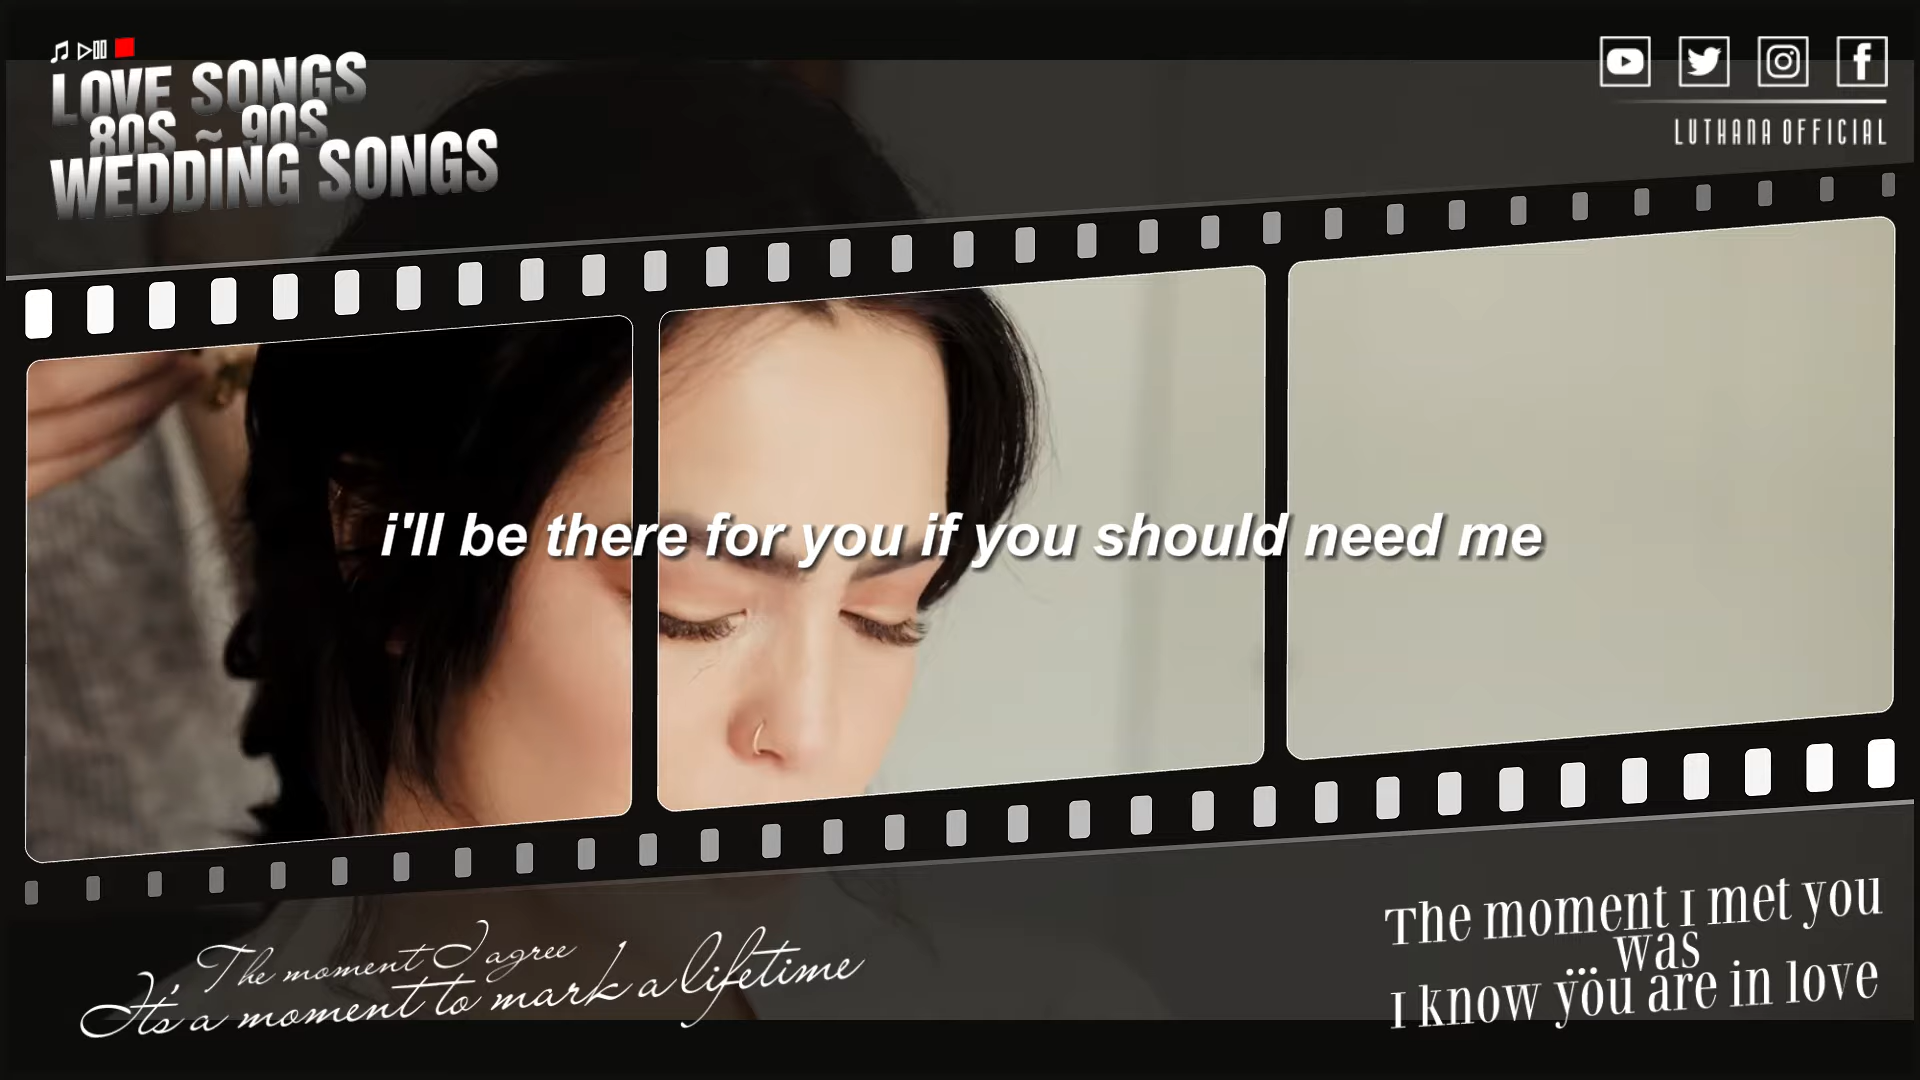 LOVE SONGS
80S ~ 90S
WEDDING SONGS
LUTHANA OFFICIAL
i'll be there for you if you should need me
The moment I agree
It's a moment to mark a lifetime
The moment I met you
was
I know you are in love